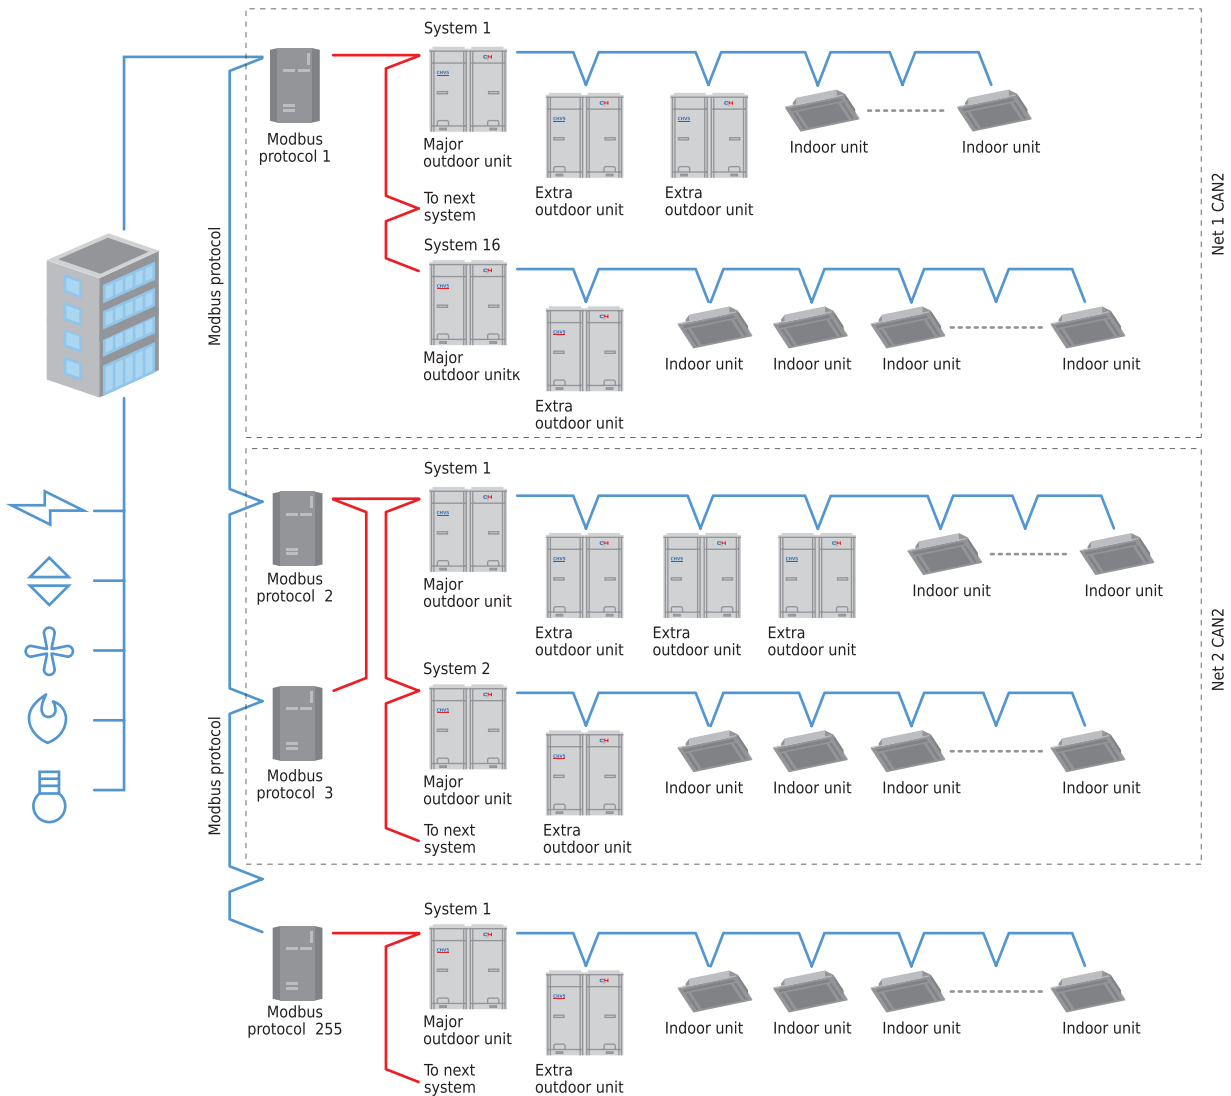 System 1
Modbus
protocol 1
Major
outdoor unit
Extra
outdoor unit
Extra
outdoor unit
Indoor unit
Indoor unit
To next
system
System 16
Major
outdoor unitк
Extra
outdoor unit
Indoor unit
Indoor unit
Indoor unit
Indoor unit
Net 1 CAN2
Modbus protocol
System 1
Modbus
protocol 2
Major
outdoor unit
Extra
outdoor unit
Extra
outdoor unit
Extra
outdoor unit
Indoor unit
Indoor unit
System 2
Modbus
protocol 3
Major
outdoor unit
Extra
outdoor unit
Indoor unit
Indoor unit
Indoor unit
Indoor unit
To next
system
Net 2 CAN2
Modbus protocol
System 1
Modbus
protocol 255
Major
outdoor unit
Extra
outdoor unit
Indoor unit
Indoor unit
Indoor unit
Indoor unit
To next
system